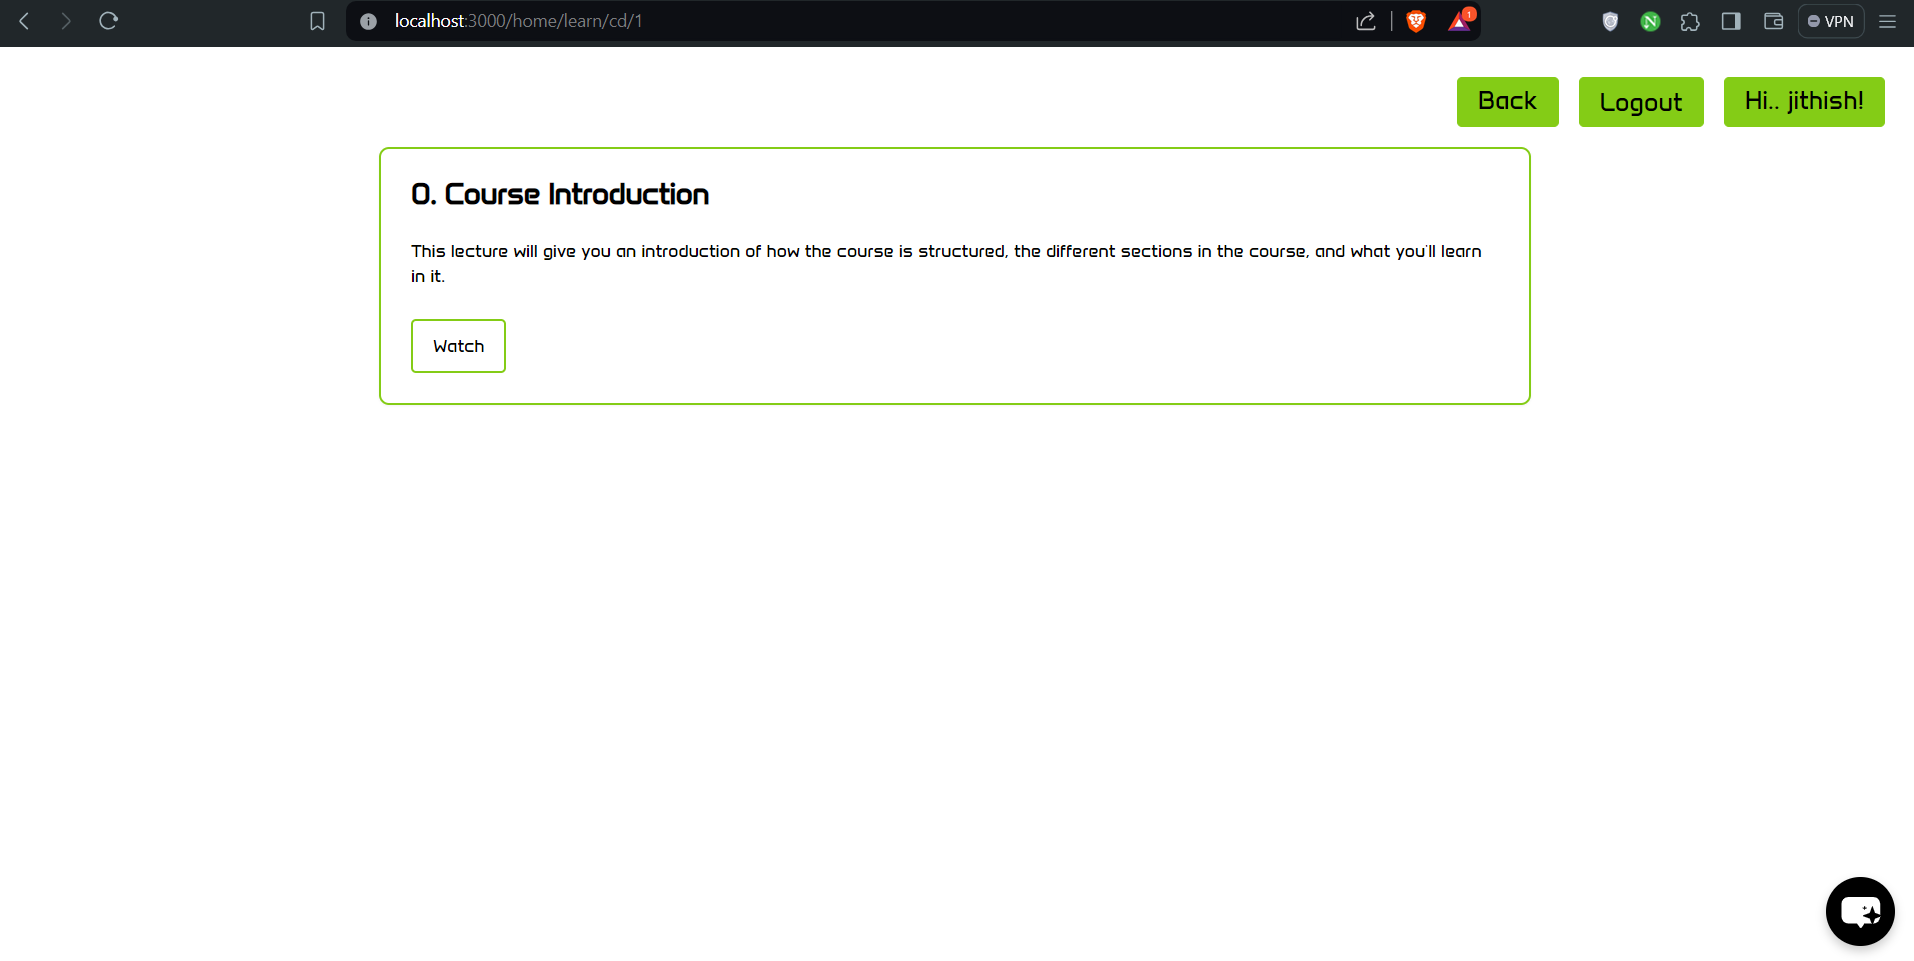 localhost:3000/home/learn/cd/1
1
VPN
Back
Logout
Hi.. jithish!
0. Course Introduction
This lecture will give you an introduction of how the course is structured, the different sections in the course, and what you'll learn
in it.
Watch